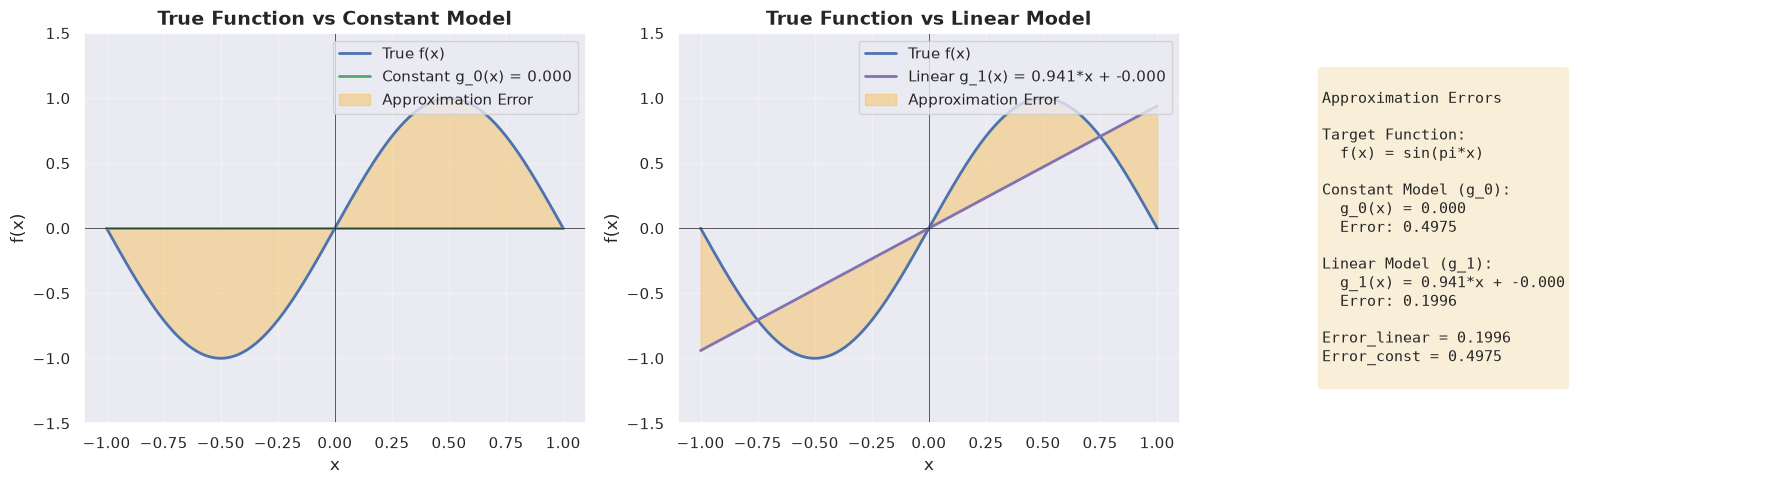 True Function vs Constant Model
True f(x)
Constant g_0(x) = 0.000
Approximation Error
1.5
1.0
0.5
0.0
−0.5
−1.0
−1.5
f(x)
−1.00 −0.75 −0.50 −0.25 0.00 0.25 0.50 0.75 1.00
x
True Function vs Linear Model
True f(x)
Linear g_1(x) = 0.941*x + -0.000
Approximation Error
1.5
1.0
0.5
0.0
−0.5
−1.0
−1.5
f(x)
−1.00 −0.75 −0.50 −0.25 0.00 0.25 0.50 0.75 1.00
x
Approximation Errors
Target Function:
f(x) = sin(pi*x)
Constant Model (g_0):
g_0(x) = 0.000
Error: 0.4975
Linear Model (g_1):
g_1(x) = 0.941*x + -0.000
Error: 0.1996
Error_linear = 0.1996
Error_const = 0.4975